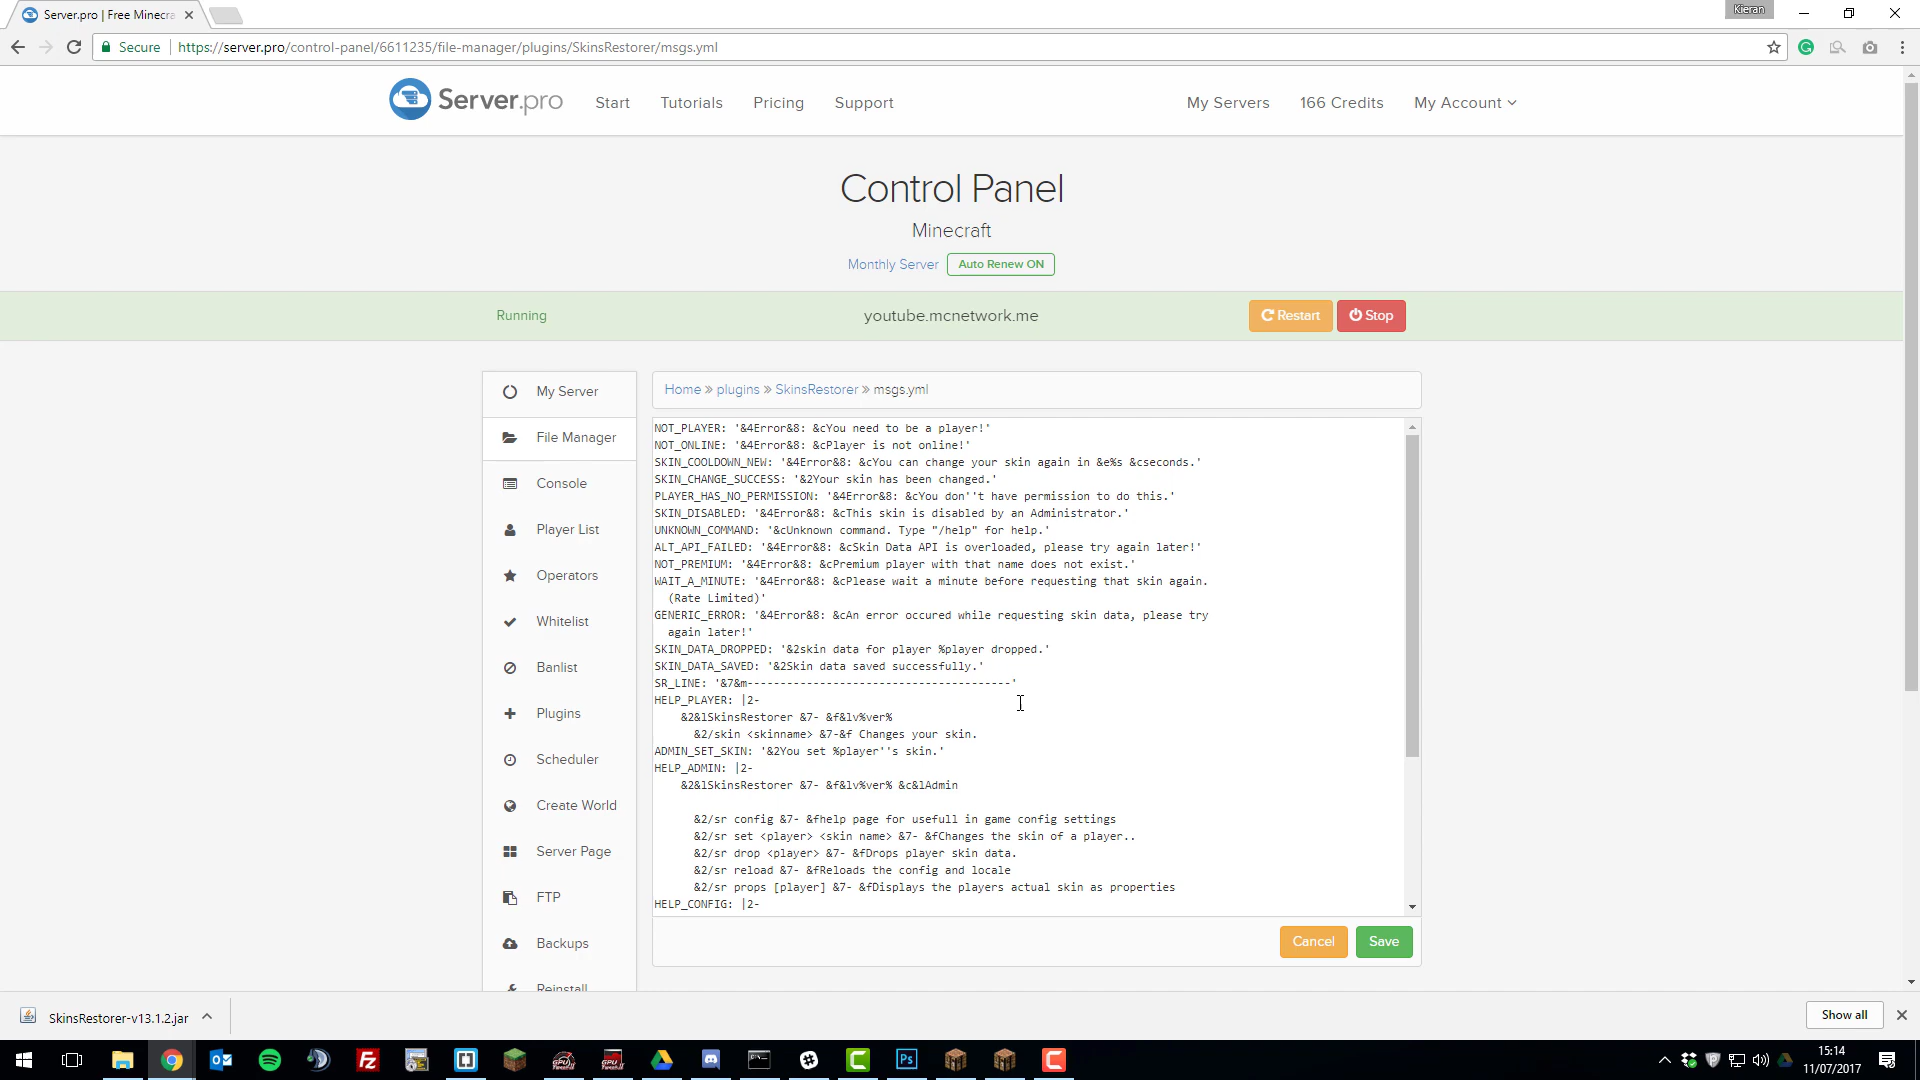 Server.pro | Free Minecra
Kieran
Secure
https://server.pro/control-panel/6611235/file-manager/plugins/SkinsRestorer/msgs.yml
Server.pro
Start
Tutorials
Pricing
Support
My Servers
166 Credits
My Account
Control Panel
Minecraft
Monthly Server
Auto Renew ON
Running
youtube.mcnetwork.me
Restart
Stop
My Server
File Manager
Console
Player List
Operators
Whitelist
Banlist
Plugins
Scheduler
Create World
Server Page
FTP
Backups
Reinstall
Home » plugins » SkinsRestorer » msgs.yml
NOT_PLAYER: '&4Error&8: &cYou need to be a player!'
NOT_ONLINE: '&4Error&8: &cPlayer is not online!'
SKIN_COOLDOWN_NEW: '&4Error&8: &cYou can change your skin again in &e%s &cseconds.'
SKIN_CHANGE_SUCCESS: '&2Your skin has been changed.'
PLAYER_HAS_NO_PERMISSION: '&4Error&8: &cYou don''t have permission to do this.'
SKIN_DISABLED: '&4Error&8: &cThis skin is disabled by an Administrator.'
UNKNOWN_COMMAND: '&cUnknown command. Type "/help" for help.'
ALT_API_FAILED: '&4Error&8: &cSkin Data API is overloaded, please try again later!'
NOT_PREMIUM: '&4Error&8: &cPremium player with that name does not exist.'
WAIT_A_MINUTE: '&4Error&8: &cPlease wait a minute before requesting that skin again.
(Rate Limited)'
GENERIC_ERROR: '&4Error&8: &cAn error occured while requesting skin data, please try
again later!'
SKIN_DATA_DROPPED: '&2skin data for player %player dropped.'
SKIN_DATA_SAVED: '&2Skin data saved successfully.'
SR_LINE: '&7&m----------------------------------------'
HELP_PLAYER: |2-
&2&lSkinsRestorer &7- &f&lv%ver%
&2/skin <skinname> &7-&f Changes your skin.
ADMIN_SET_SKIN: '&2You set %player''s skin.'
HELP_ADMIN: |2-
&2&lSkinsRestorer &7- &f&lv%ver% &c&lAdmin
&2/sr config &7- &fhelp page for usefull in game config settings
&2/sr set <player> <skin name> &7- &fChanges the skin of a player..
&2/sr drop <player> &7- &fDrops player skin data.
&2/sr reload &7- &fReloads the config and locale
&2/sr props [player] &7- &fDisplays the players actual skin as properties
HELP_CONFIG: |2-
Cancel
Save
SkinsRestorer-v13.1.2.jar
Show all
15:14
11/07/2017